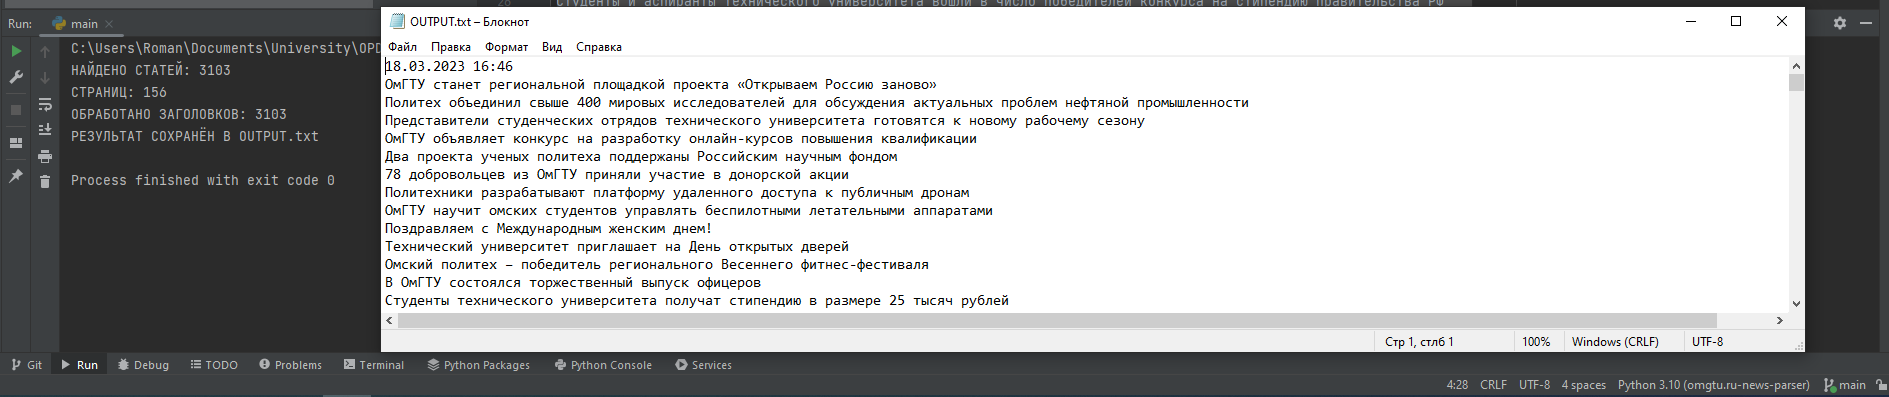 Студенты и аспиранты технического университета вошли в число победителей конкурса на стипендию Правительства РФ
Run: main
C:\Users\Roman\Documents\University\OPD
НАЙДЕНО СТАТЕЙ: 3103
СТРАНИЦ: 156
ОБРАБОТАНО ЗАГОЛОВКОВ: 3103
РЕЗУЛЬТАТ СОХРАНЁН В OUTPUT.txt
Process finished with exit code 0
OUTPUT.txt – Блокнот
Файл Правка Формат Вид Справка
18.03.2023 16:46
ОмГТУ станет региональной площадкой проекта «Открываем Россию заново»
Политех объединил свыше 400 мировых исследователей для обсуждения актуальных проблем нефтяной промышленности
Представители студенческих отрядов технического университета готовятся к новому рабочему сезону
ОмГТУ объявляет конкурс на разработку онлайн-курсов повышения квалификации
Два проекта ученых политеха поддержаны Российским научным фондом
78 добровольцев из ОмГТУ приняли участие в донорской акции
Политехники разрабатывают платформу удаленного доступа к публичным дронам
ОмГТУ научит омских студентов управлять беспилотными летательными аппаратами
Поздравляем с Международным женским днем!
Технический университет приглашает на День открытых дверей
Омский политех – победитель регионального Весеннего фитнес-фестиваля
В ОмГТУ состоялся торжественный выпуск офицеров
Студенты технического университета получат стипендию в размере 25 тысяч рублей
Стр 1, стлб 1 100% Windows (CRLF) UTF-8
Git Run Debug TODO Problems Terminal Python Packages Python Console Services
4:28 CRLF UTF-8 4 spaces Python 3.10 (omgtu.ru-news-parser) main